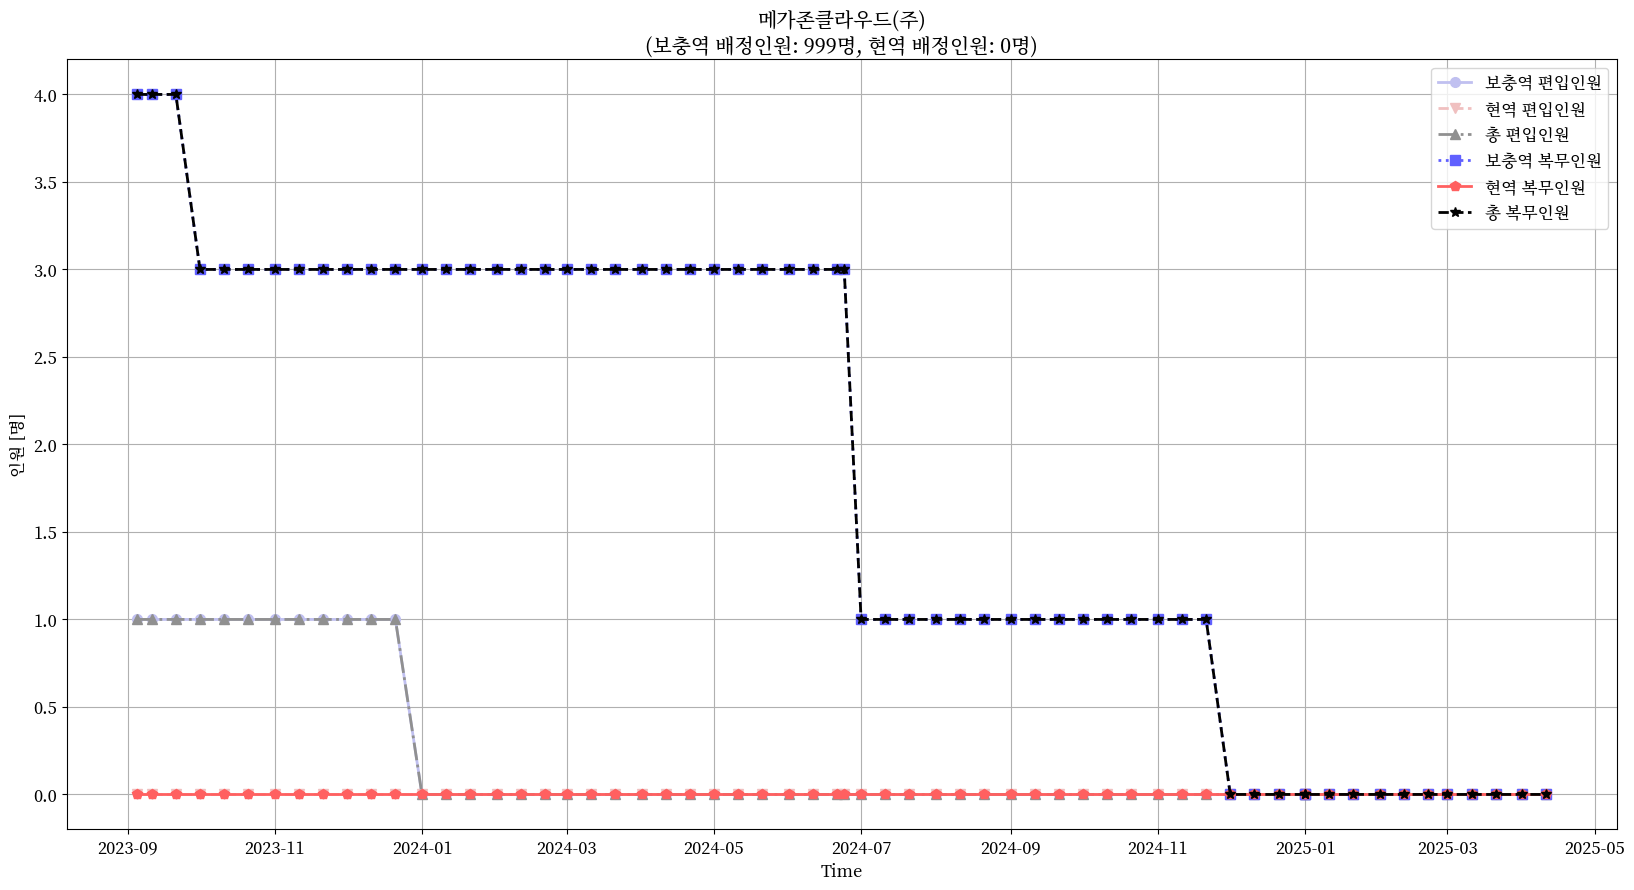 메가존클라우드(주)
(보충역 배정인원: 999명, 현역 배정인원: 0명)
보충역 편입인원
현역 편입인원
총 편입인원
보충역 복무인원
현역 복무인원
총 복무인원
인원 [명]
4.0
3.5
3.0
2.5
2.0
1.5
1.0
0.5
0.0
2023-09
2023-11
2024-01
2024-03
2024-05
2024-07
2024-09
2024-11
2025-01
2025-03
2025-05
Time